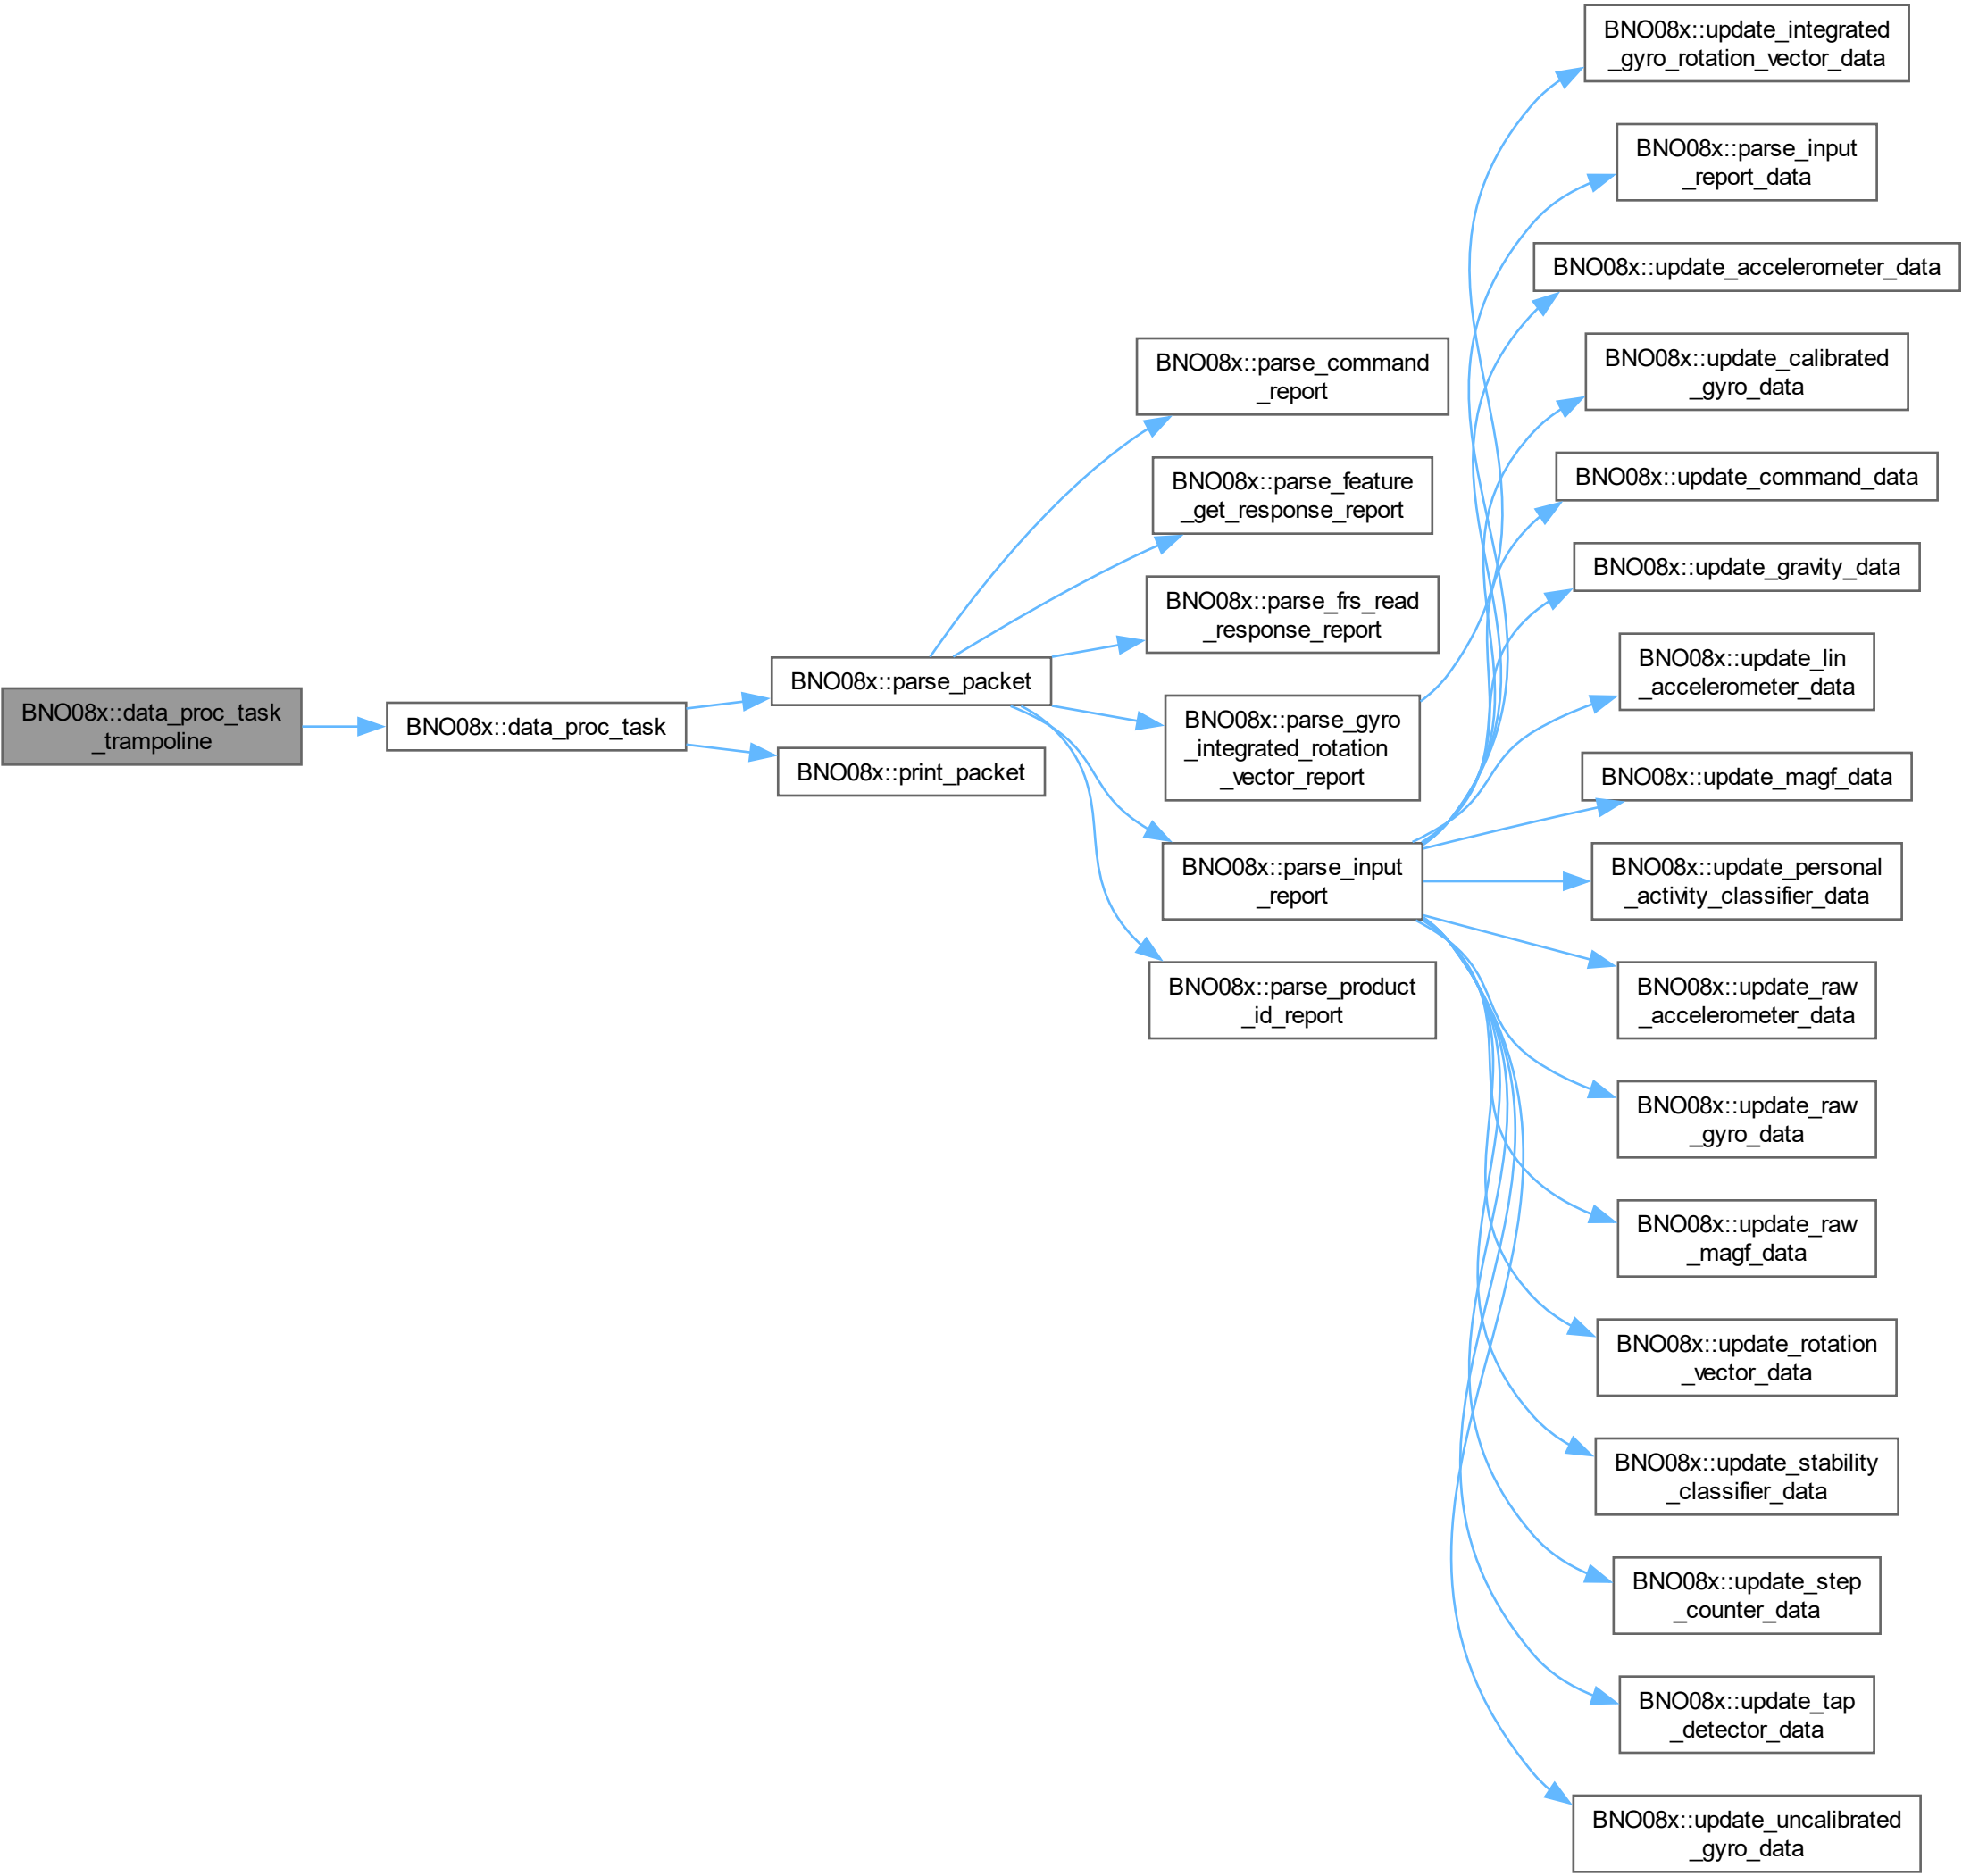 BNO08x::data_proc_task
_trampoline
BNO08x::data_proc_task
BNO08x::parse_packet
BNO08x::print_packet
BNO08x::parse_command
_report
BNO08x::parse_feature
_get_response_report
BNO08x::parse_frs_read
_response_report
BNO08x::parse_gyro
_integrated_rotation
_vector_report
BNO08x::parse_input
_report
BNO08x::parse_product
_id_report
BNO08x::update_integrated
_gyro_rotation_vector_data
BNO08x::parse_input
_report_data
BNO08x::update_accelerometer_data
BNO08x::update_calibrated
_gyro_data
BNO08x::update_command_data
BNO08x::update_gravity_data
BNO08x::update_lin
_accelerometer_data
BNO08x::update_magf_data
BNO08x::update_personal
_activity_classifier_data
BNO08x::update_raw
_accelerometer_data
BNO08x::update_raw
_gyro_data
BNO08x::update_raw
_magf_data
BNO08x::update_rotation
_vector_data
BNO08x::update_stability
_classifier_data
BNO08x::update_step
_counter_data
BNO08x::update_tap
_detector_data
BNO08x::update_uncalibrated
_gyro_data